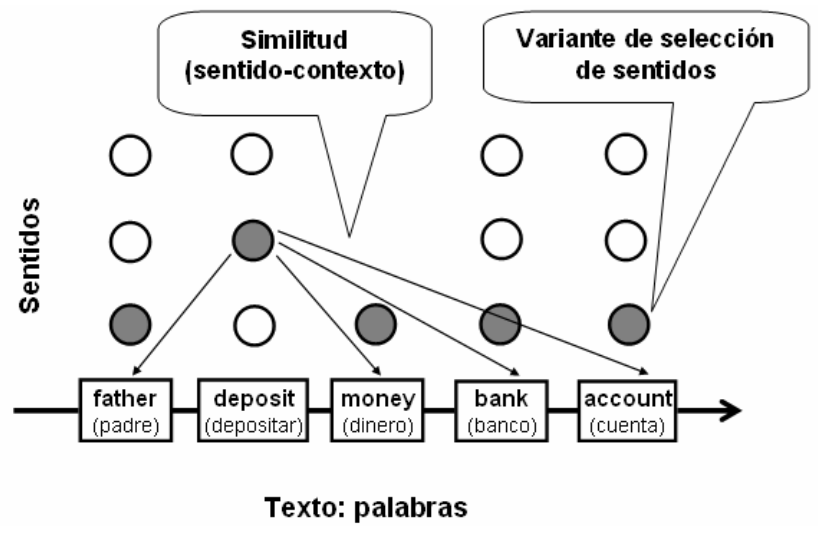 Similitud
(sentido-contexto)
Variante de selección
de sentidos
Sentidos
father
(padre)
deposit
(depositar)
money
(dinero)
bank
(banco)
account
(cuenta)
Texto: palabras